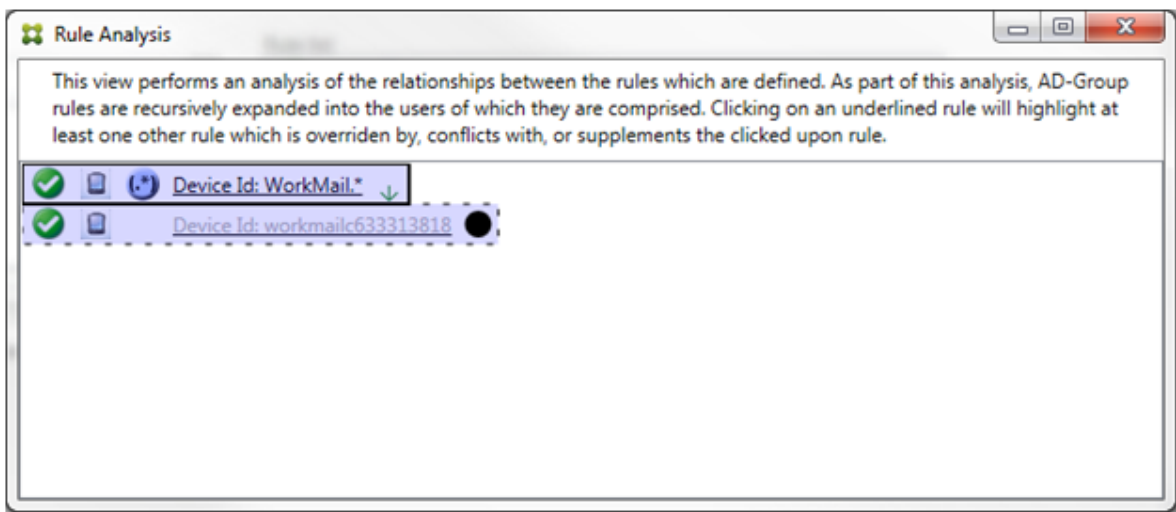 Rule Analysis
This view performs an analysis of the relationships between the rules which are defined. As part of this analysis, AD-Group
rules are recursively expanded into the users of which they are comprised. Clicking on an underlined rule will highlight at
least one other rule which is overriden by, conflicts with, or supplements the clicked upon rule.
(.*) Device Id: WorkMail.*
Device Id: workmailc633313818